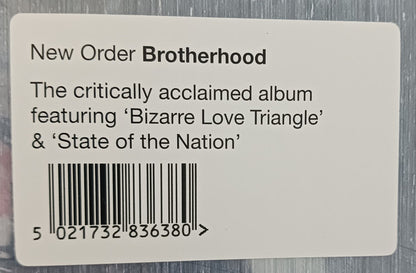 New Order Brotherhood
The critically acclaimed album
featuring ‘Bizarre Love Triangle’
& ‘State of the Nation’
5 021732 836380 >